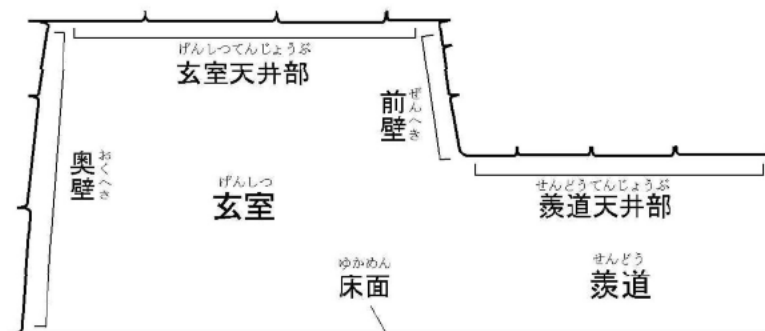 げんしつてんじょうぶ
玄室天井部
ぜんへき
前壁
おくへき
奥壁
げんしつ
玄室
せんどうてんじょうぶ
羨道天井部
ゆかめん
床面
せんどう
羨道